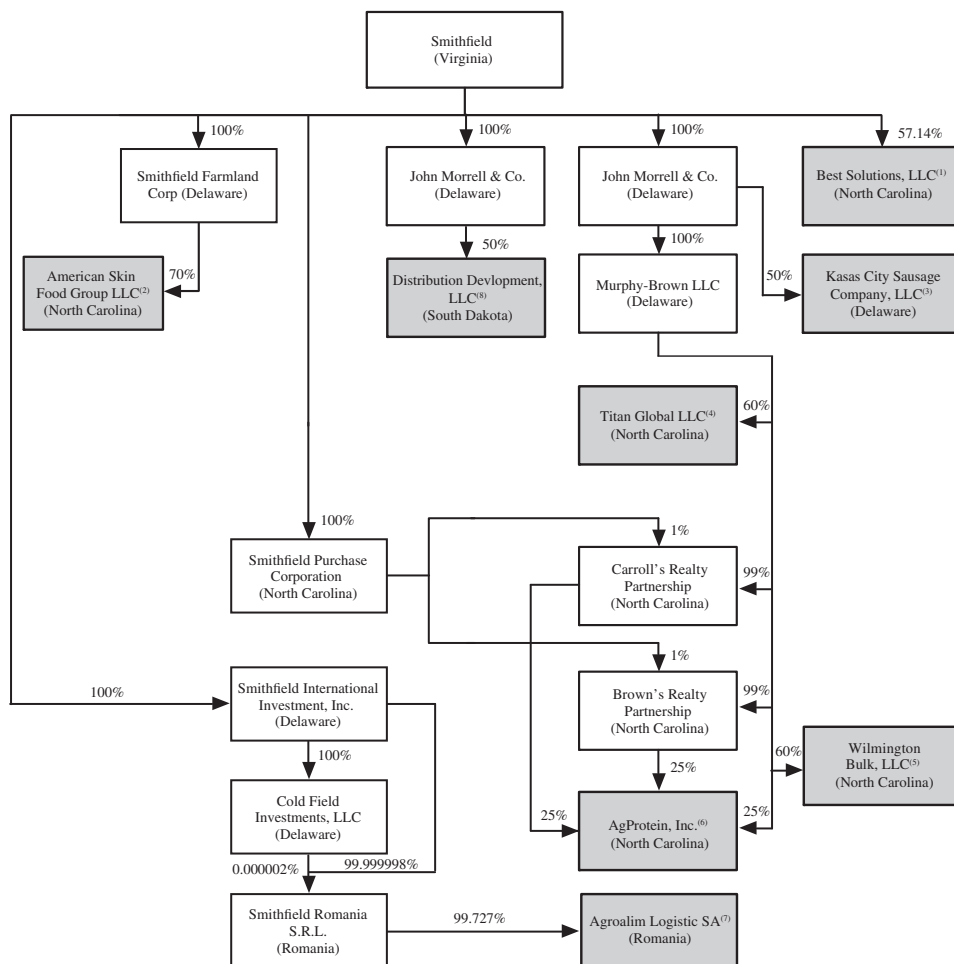 Smithfield
(Virginia)
100%
100%
100%
57.14%
Smithfield Farmland
Corp (Delaware)
John Morrell & Co.
(Delaware)
John Morrell & Co.
(Delaware)
Best Solutions, LLC(1)
(North Carolina)
70%
50%
100%
50%
American Skin
Food Group LLC(2)
(North Carolina)
Distribution Devlopment,
LLC(8)
(South Dakota)
Murphy-Brown LLC
(Delaware)
Kasas City Sausage
Company, LLC(3)
(Delaware)
Titan Global LLC(4)
(North Carolina)
60%
100%
1%
Smithfield Purchase
Corporation
(North Carolina)
Carroll's Realty
Partnership
(North Carolina)
99%
1%
100%
Smithfield International
Investment, Inc.
(Delaware)
Brown's Realty
Partnership
(North Carolina)
99%
100%
25%
60%
Wilmington
Bulk, LLC(5)
(North Carolina)
Cold Field
Investments, LLC
(Delaware)
25%
AgProtein, Inc.(6)
(North Carolina)
25%
0.000002%
99.999998%
Smithfield Romania
S.R.L.
(Romania)
99.727%
Agroalim Logistic SA(7)
(Romania)